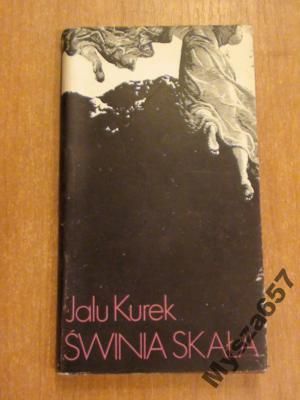 Jalu Kurek
ŚWINIA SKAŁA
Mysza657